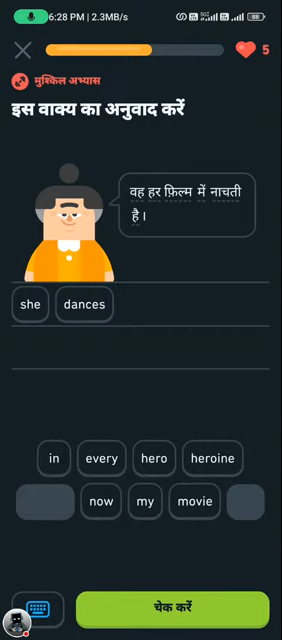 6:28 PM | 2.3MB/s
5
मुश्किल अभ्यास
इस वाक्य का अनुवाद करें
वह हर फ़िल्म में नाचती
है।
she dances
in every hero heroine
now my movie
चेक करें